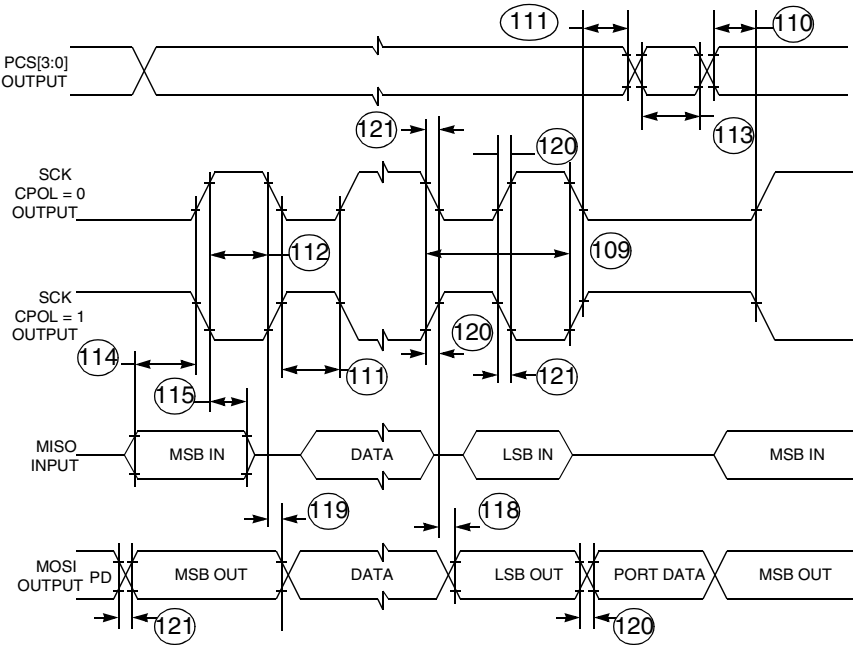 111
110
PCS[3:0]
OUTPUT
113
121
120
SCK
CPOL = 0
OUTPUT
112
109
SCK
CPOL = 1
OUTPUT
120
114
111
121
115
MISO
INPUT
MSB IN
DATA
LSB IN
MSB IN
119
118
MOSI
OUTPUT
PD
MSB OUT
DATA
LSB OUT
PORT DATA
MSB OUT
121
120